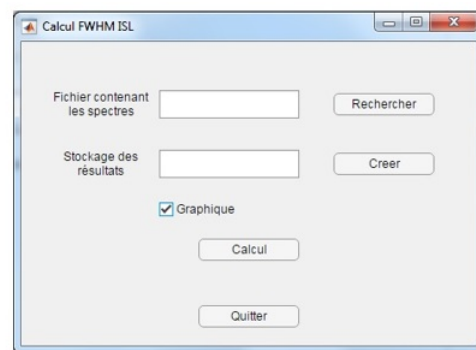 Calcul FWHM ISL
Fichier contenant
les spectres
Rechercher
Stockage des
résultats
Creer
Graphique
Calcul
Quitter